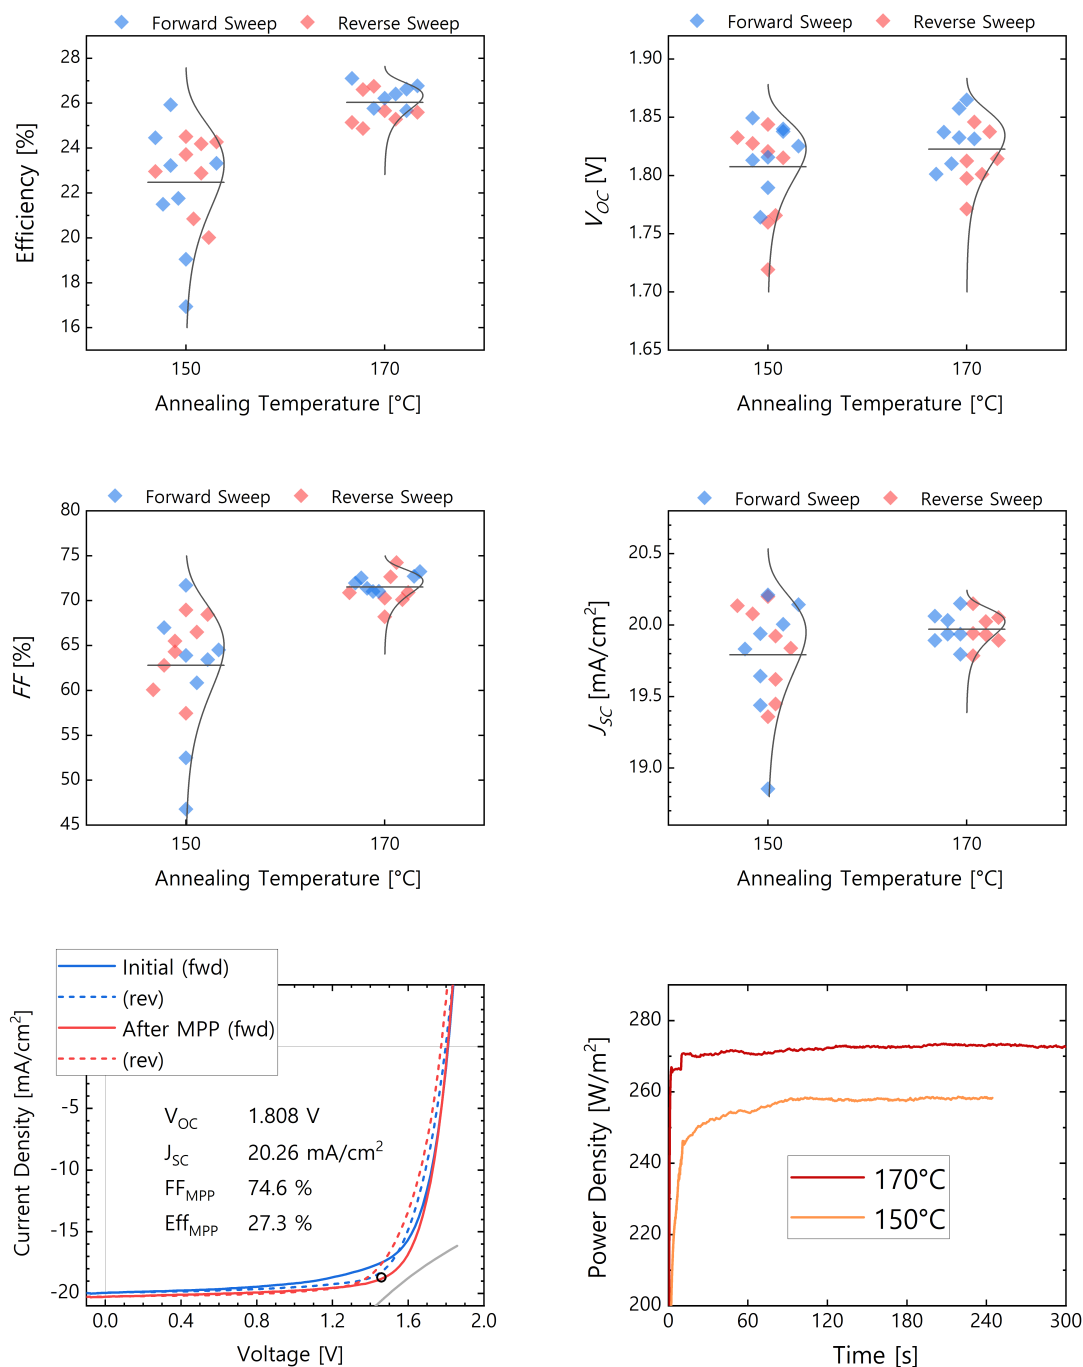 Forward Sweep Reverse Sweep
28
26
24
22
20
18
16
Efficiency [%]
150 170
Annealing Temperature [°C]
Forward Sweep Reverse Sweep
1.90
1.85
1.80
1.75
1.70
1.65
V_OC [V]
150 170
Annealing Temperature [°C]
Forward Sweep Reverse Sweep
80
75
70
65
60
55
50
45
FF [%]
150 170
Annealing Temperature [°C]
Forward Sweep Reverse Sweep
20.5
20.0
19.5
19.0
J_SC [mA/cm²]
150 170
Annealing Temperature [°C]
Initial (fwd)
(rev)
After MPP (fwd)
(rev)
Current Density [mA/cm²]
-5
-10
-15
-20
V_OC 1.808 V
J_SC 20.26 mA/cm²
FF_MPP 74.6 %
Eff_MPP 27.3 %
0.0 0.4 0.8 1.2 1.6 2.0
Voltage [V]
280
260
240
220
200
Power Density [W/m²]
170°C
150°C
0 60 120 180 240 300
Time [s]